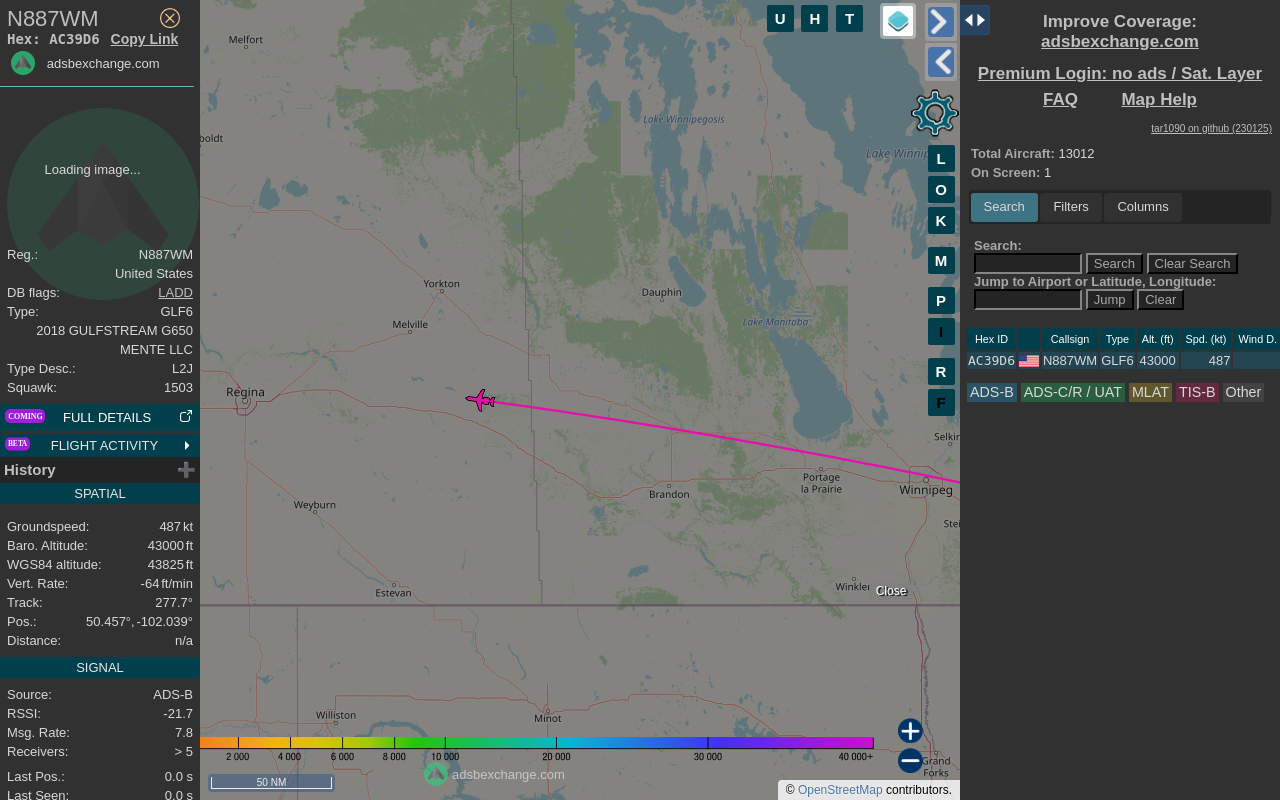 N887WM
Hex: AC39D6 Copy Link
adsbexchange.com
Loading image...
Reg.: N887WM
United States
DB flags: LADD
Type: GLF6
2018 GULFSTREAM G650
MENTE LLC
Type Desc.: L2J
Squawk: 1503
COMING FULL DETAILS
BETA FLIGHT ACTIVITY
History
SPATIAL
Groundspeed: 487 kt
Baro. Altitude: 43000 ft
WGS84 altitude: 43825 ft
Vert. Rate: -64 ft/min
Track: 277.7°
Pos.: 50.457°, -102.039°
Distance: n/a
SIGNAL
Source: ADS-B
RSSI: -21.7
Msg. Rate: 7.8
Receivers: > 5
Last Pos.: 0.0 s
Last Seen: 0.0 s
U H T
Melfort
boldt
Lake Winnipegosis
Lake Winnip
L
O
K
M
P
I
R
F
Yorkton
Dauphin
Melville
Lake Manitoba
Regina
Selki
Portage
la Prairie
Brandon
Winnipeg
Weyburn
Stei
Estevan
Winkler
Close
Williston
Minot
Grand
Forks
2 000 4 000 6 000 8 000 10 000 20 000 30 000 40 000+
adsbexchange.com
50 NM
© OpenStreetMap contributors.
Improve Coverage:
adsbexchange.com
Premium Login: no ads / Sat. Layer
FAQ Map Help
tar1090 on github (230125)
Total Aircraft: 13012
On Screen: 1
Search Filters Columns
Search:
Search Clear Search
Jump to Airport or Latitude, Longitude:
Jump Clear
Hex ID Callsign Type Alt. (ft) Spd. (kt) Wind D.
AC39D6 N887WM GLF6 43000 487
ADS-B ADS-C/R / UAT MLAT TIS-B Other